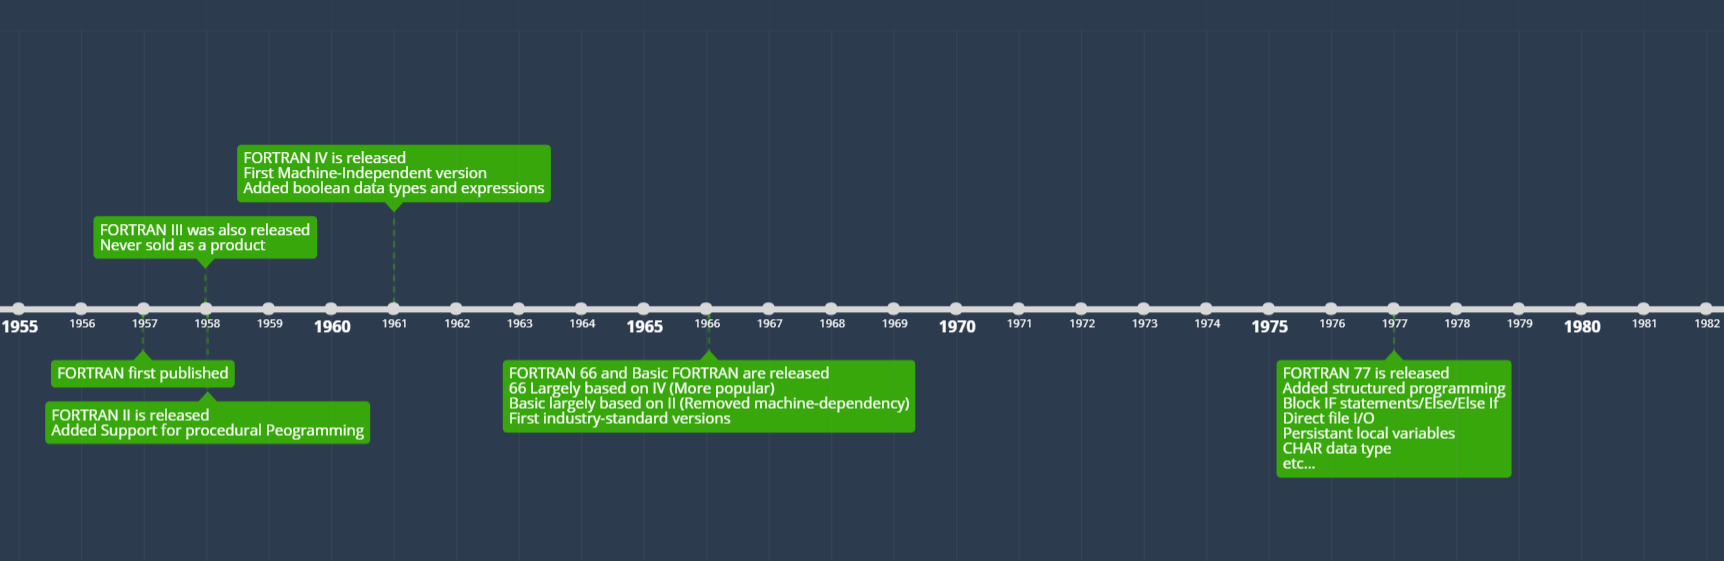 FORTRAN IV is released
First Machine-Independent version
Added boolean data types and expressions
FORTRAN III was also released
Never sold as a product
1955 1956 1957 1958 1959 1960 1961 1962 1963 1964 1965 1966 1967 1968 1969 1970 1971 1972 1973 1974 1975 1976 1977 1978 1979 1980 1981 1982
FORTRAN first published
FORTRAN II is released
Added Support for procedural Peogramming
FORTRAN 66 and Basic FORTRAN are released
66 Largely based on IV (More popular)
Basic largely based on II (Removed machine-dependency)
First industry-standard versions
FORTRAN 77 is released
Added structured programming
Block IF statements/Else/Else If
Direct file I/O
Persistant local variables
CHAR data type
etc...